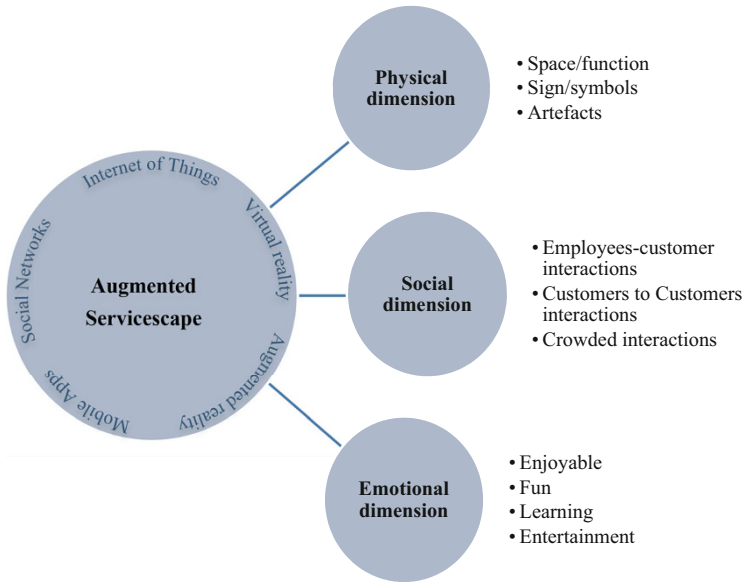 Physical
dimension
• Space/function
• Sign/symbols
• Artefacts
Internet of Things
Virtual reality
Social Networks
Augmented
Servicescape
Augmented reality
Mobile Apps
Social
dimension
• Employees-customer
interactions
• Customers to Customers
interactions
• Crowded interactions
Emotional
dimension
• Enjoyable
• Fun
• Learning
• Entertainment